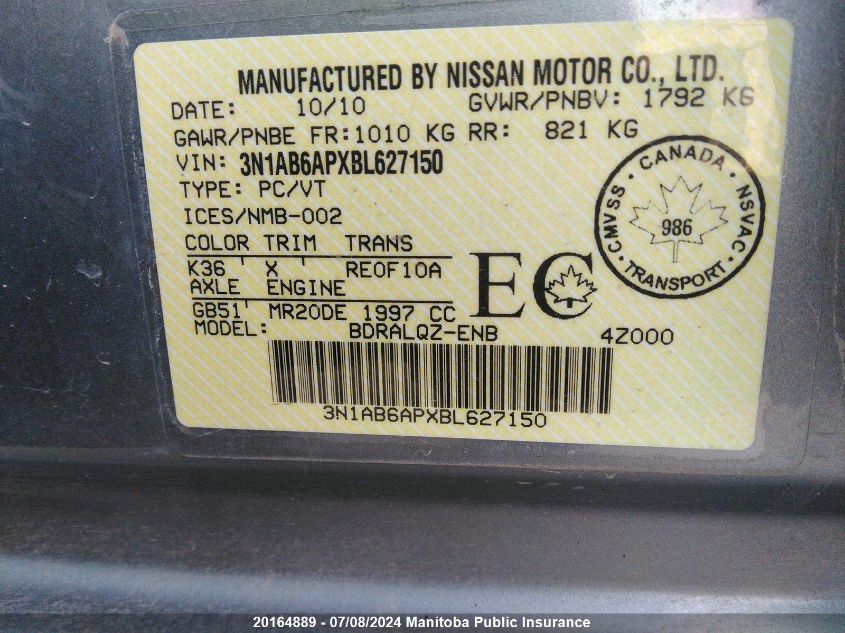 MANUFACTURED BY NISSAN MOTOR CO., LTD.
DATE: 10/10 GVWR/PNBV: 1792 KG
GAWR/PNBE FR:1010 KG RR: 821 KG
VIN: 3N1AB6APXBL627150
TYPE: PC/VT
ICES/NMB-002
COLOR TRIM TRANS
K36 X RE0F10A
AXLE ENGINE
GB51 MR20DE 1997 CC
MODEL: BDRALQZ-ENB 4Z000
EC
CANADA
CMVSS NSVAC
986
TRANSPORT
3N1AB6APXBL627150
20164889 - 07/08/2024 Manitoba Public Insurance